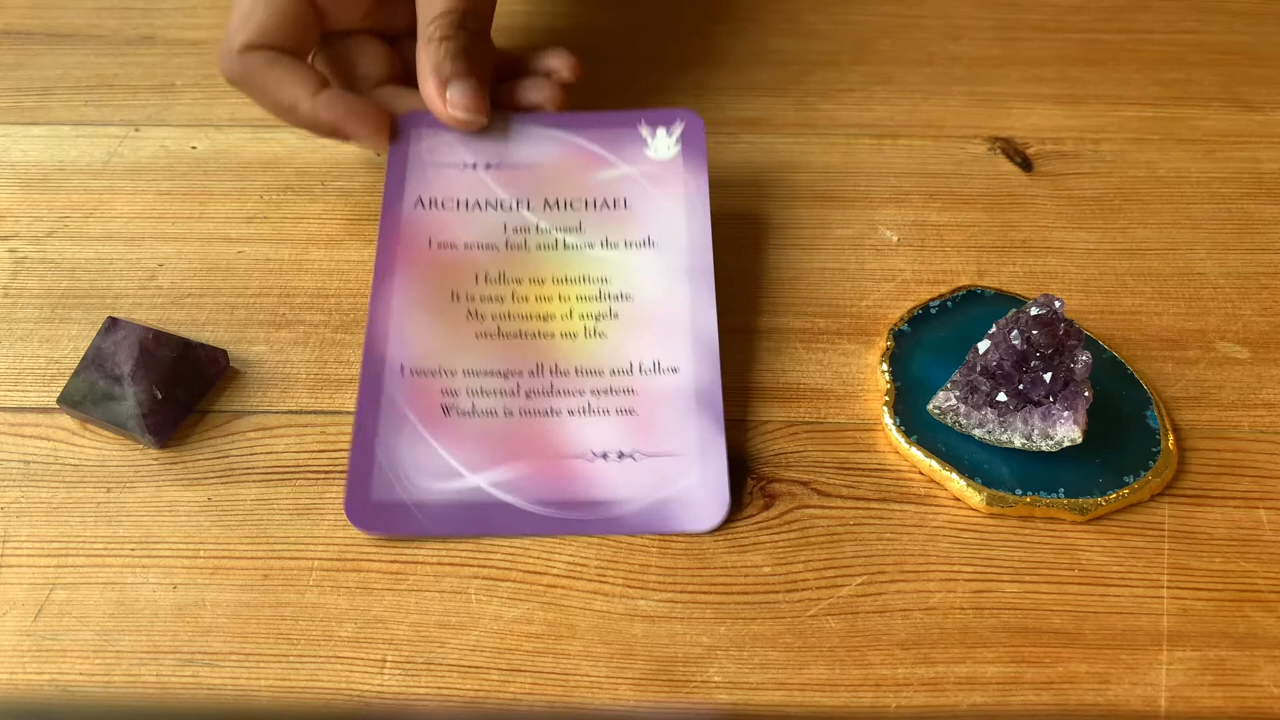 ARCHANGEL MICHAEL
I am focused.
I see, sense, feel, and know the truth.
I follow my intuition.
It is easy for me to meditate.
My entourage of angels
orchestrates my life.
I receive messages all the time and follow
my internal guidance system.
Wisdom is innate within me.